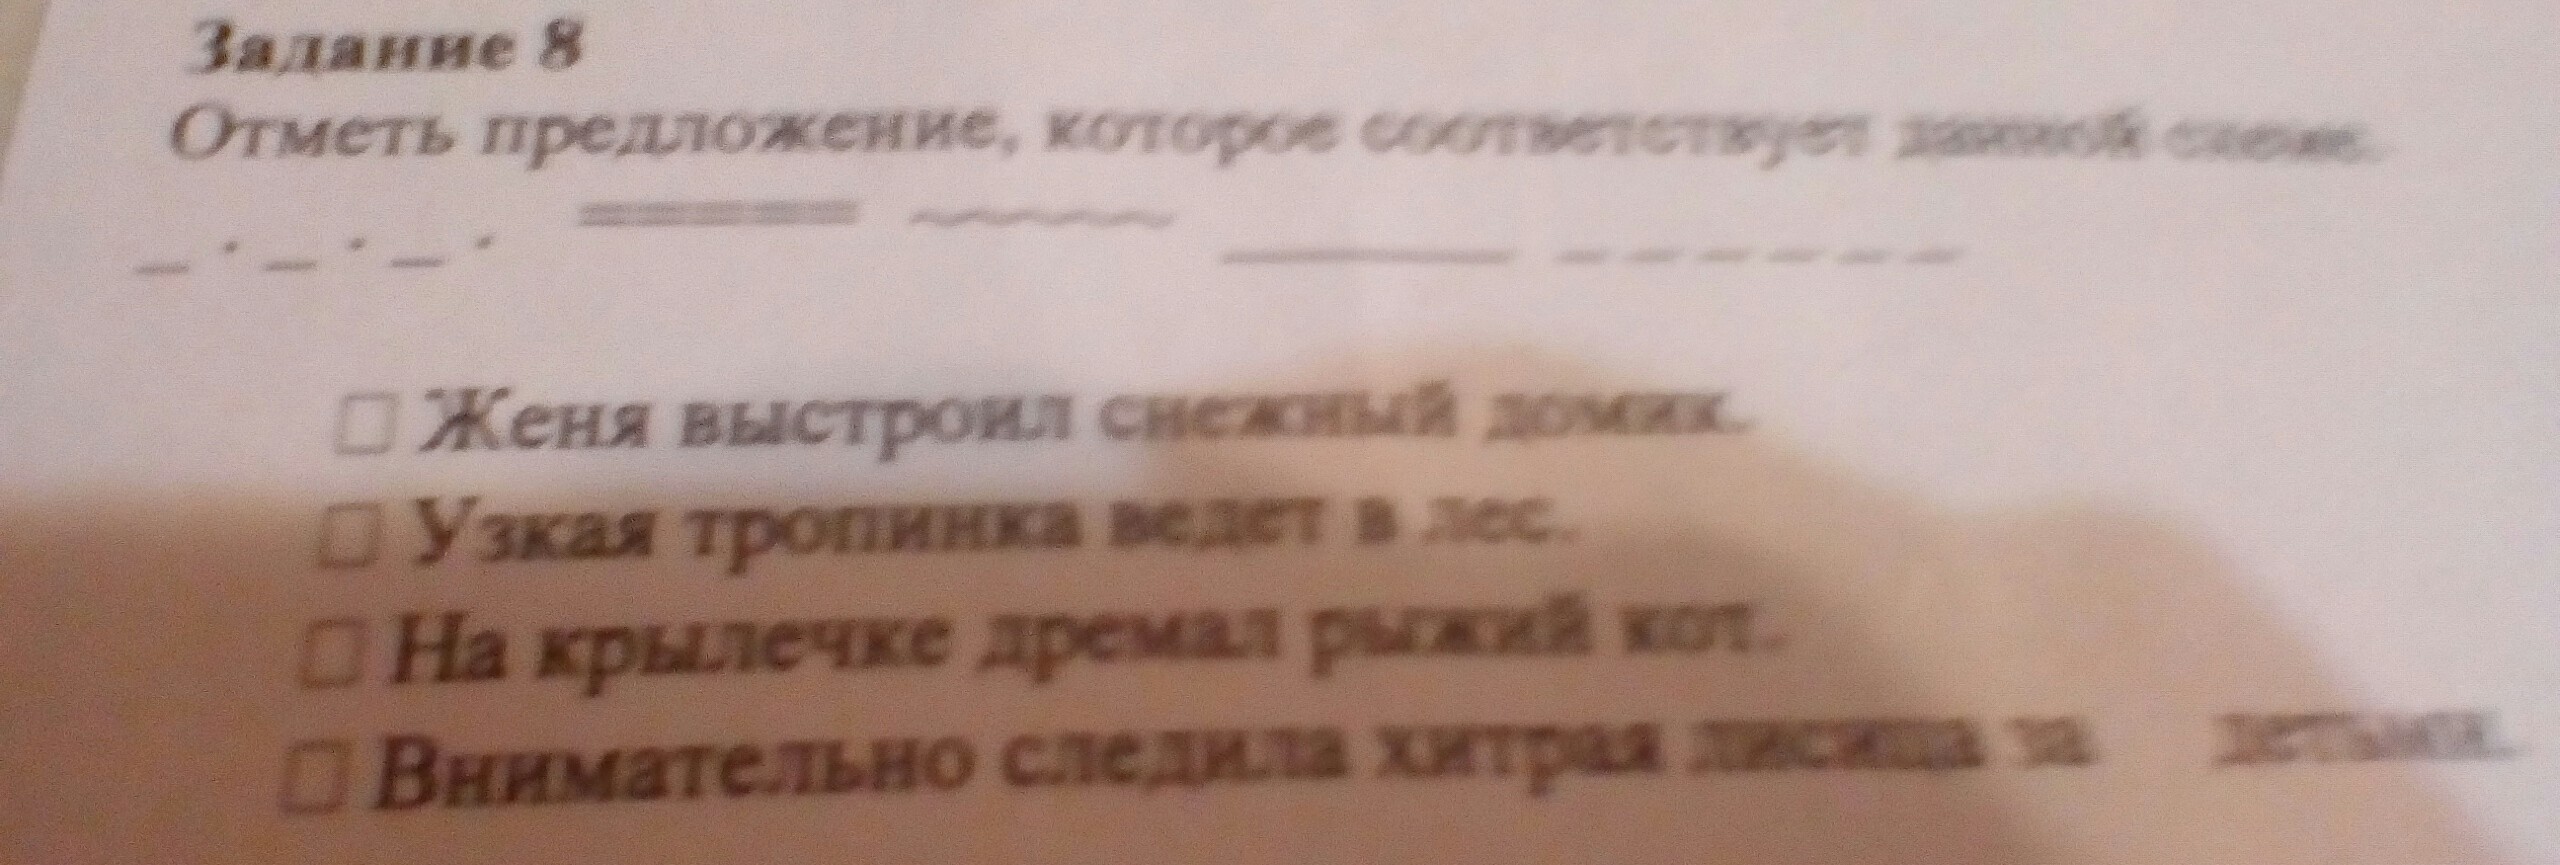 Задание 8
Отметь предложение, которое соответствует данной схеме.
Женя выстроил снежный домик.
Узкая тропинка ведет в лес.
На крылечке дремал рыжий кот.
Внимательно следила хитрая лисица за детьми.